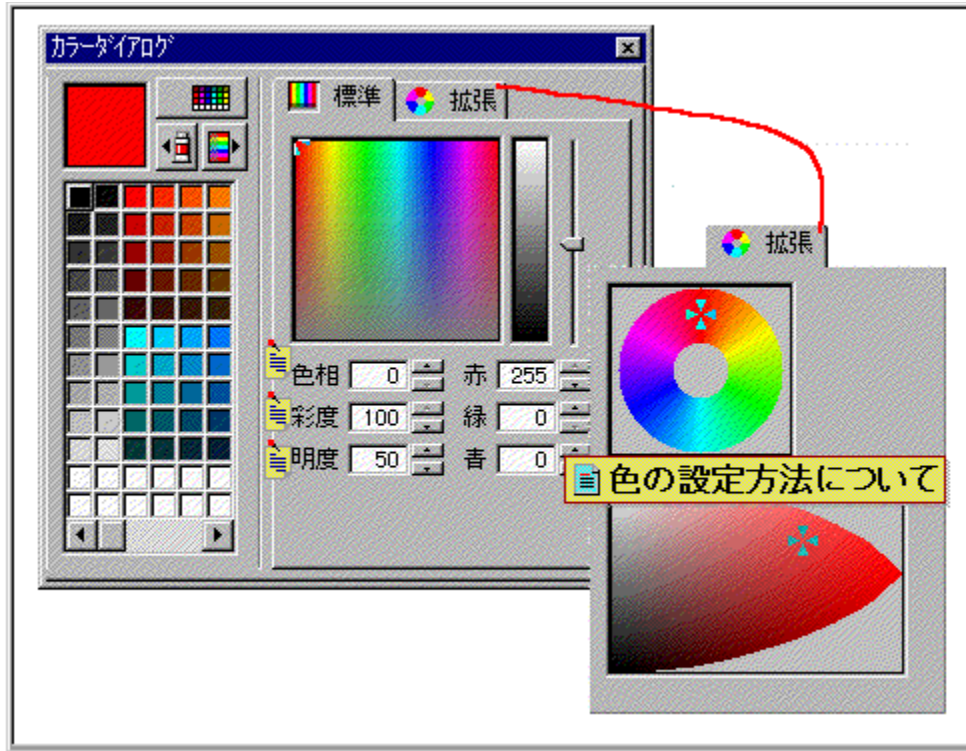 カラーダイアログ
標準
拡張
拡張
色相 0 赤 255
彩度 100 緑 0
明度 50 青 0
色の設定方法について